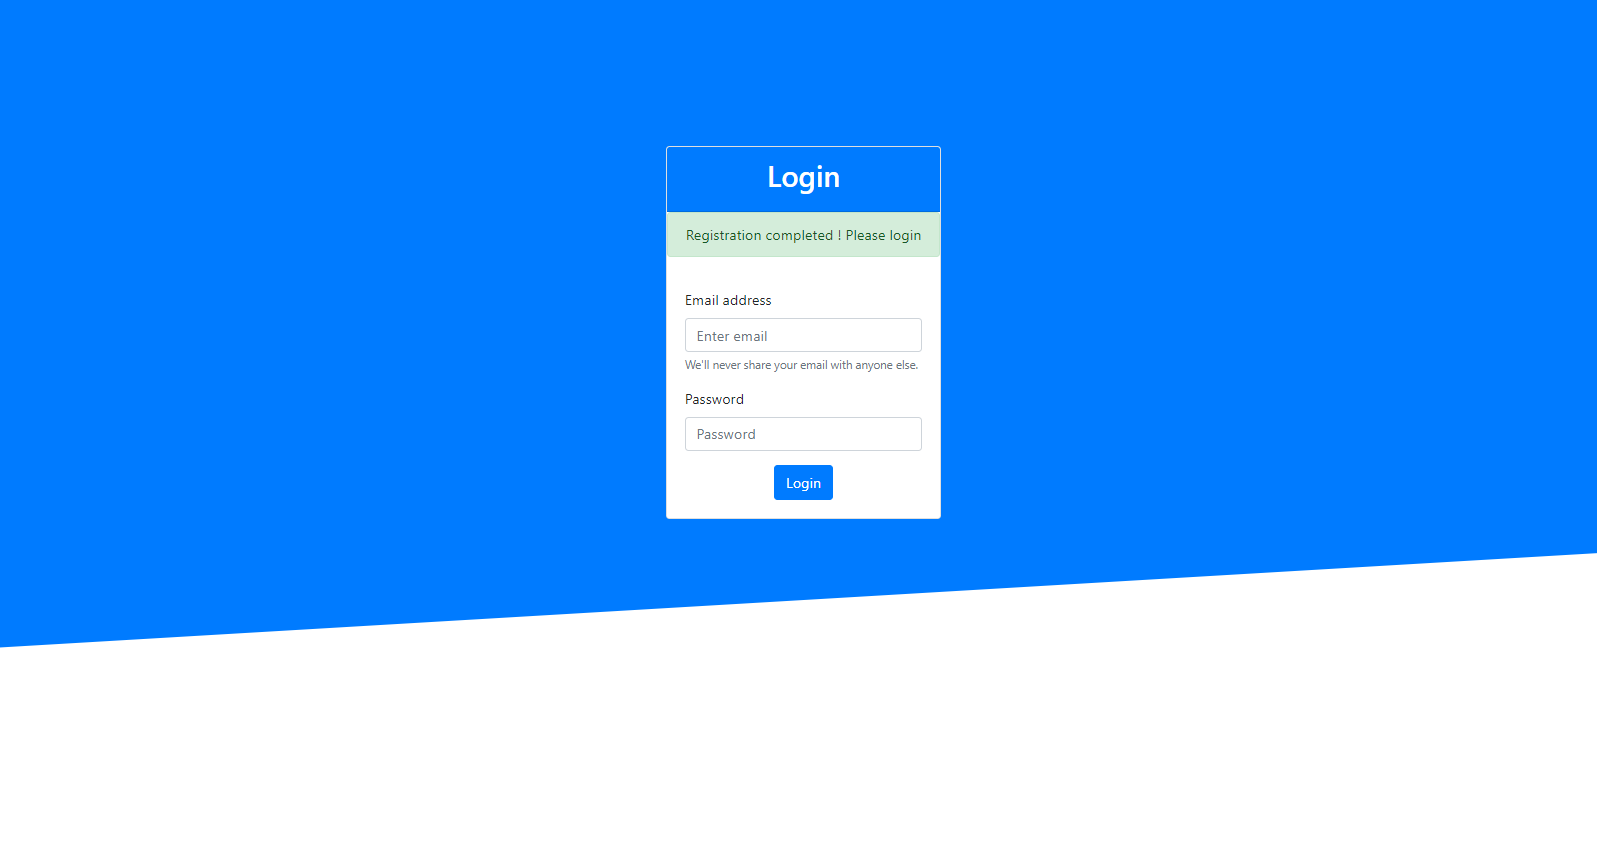 Login
Registration completed ! Please login
Email address
Enter email
We'll never share your email with anyone else.
Password
Password
Login